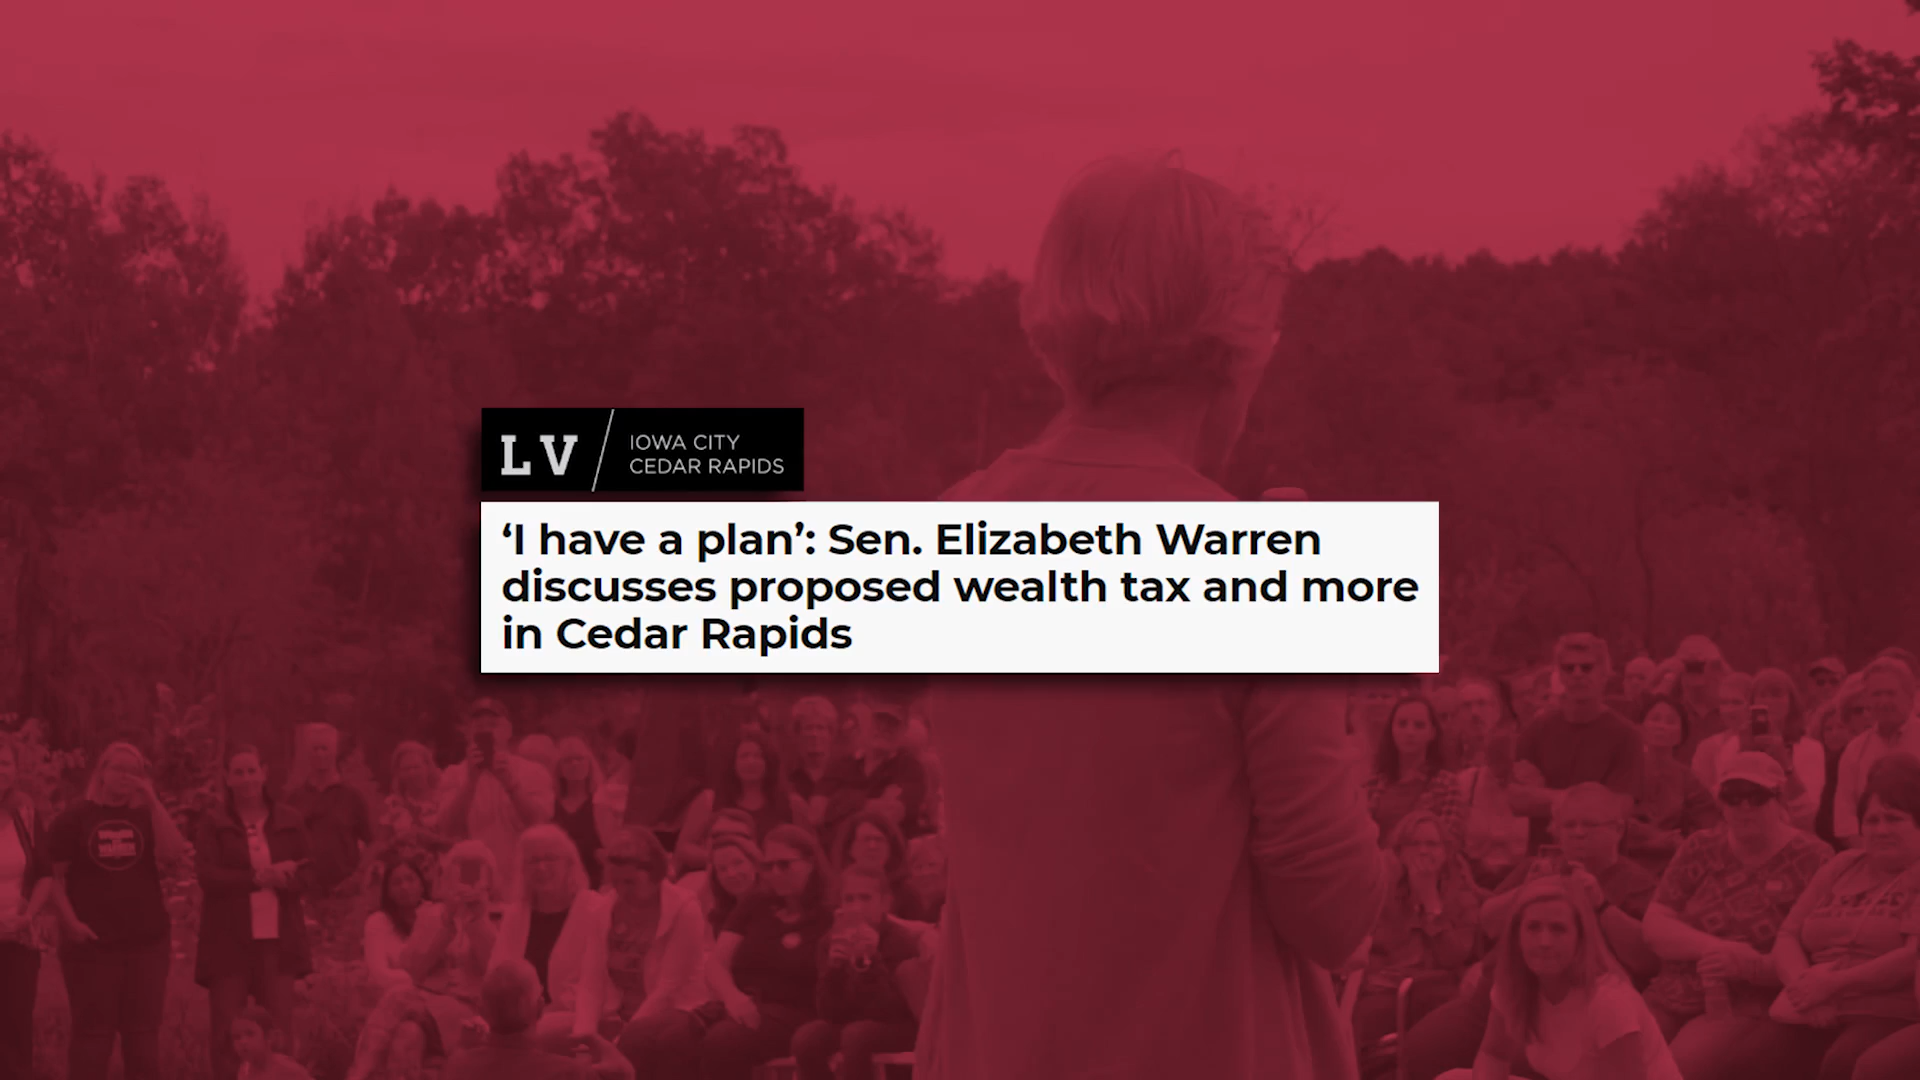 LV
IOWA CITY
CEDAR RAPIDS
‘I have a plan’: Sen. Elizabeth Warren
discusses proposed wealth tax and more
in Cedar Rapids
WARREN